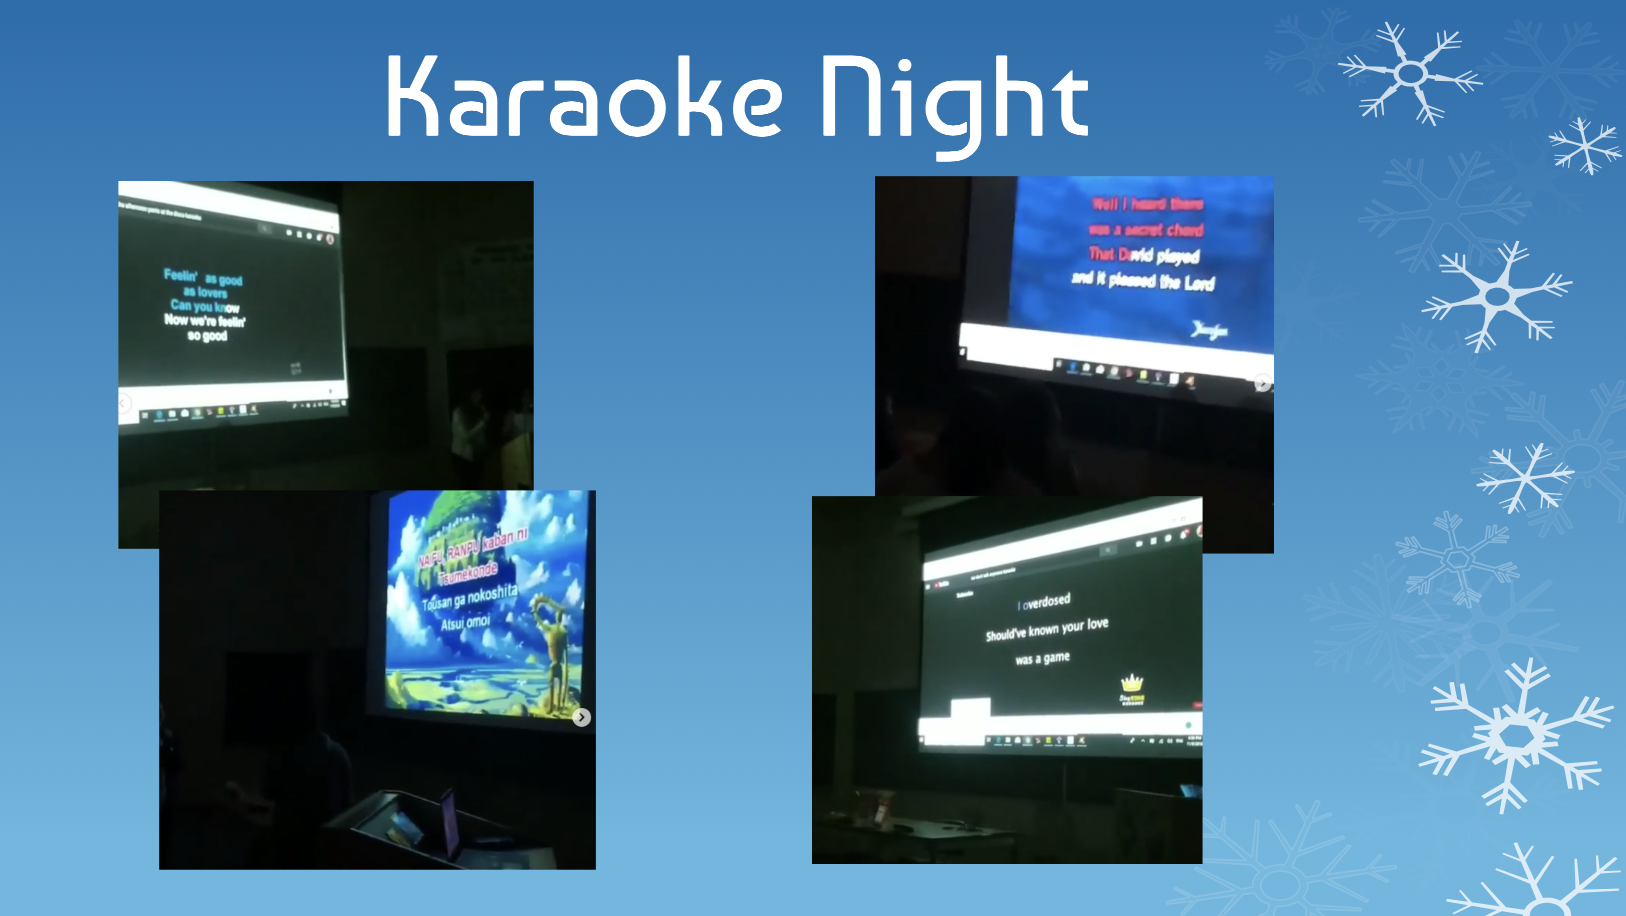 Karaoke Night
Feelin' as good
as lovers
Can you know
Now we're feelin'
so good
Well I heard there
was a secret chord
That David played
and it pleased the Lord
NAIFU, RANPU kaban ni
Tsumekonde
Tousan ga nokoshita
Atsui omoi
I overdosed
Should've known your love
was a game